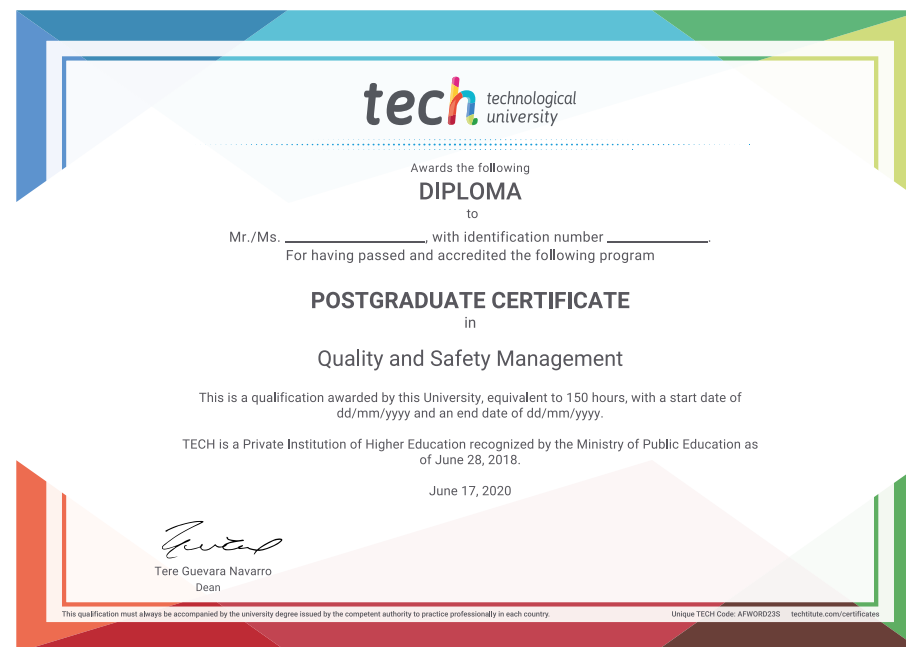 tech technological
university
Awards the following
DIPLOMA
to
Mr./Ms. ____________________, with identification number ______________.
For having passed and accredited the following program
POSTGRADUATE CERTIFICATE
in
Quality and Safety Management
This is a qualification awarded by this University, equivalent to 150 hours, with a start date of
dd/mm/yyyy and an end date of dd/mm/yyyy.
TECH is a Private Institution of Higher Education recognized by the Ministry of Public Education as
of June 28, 2018.
June 17, 2020
Tere Guevara Navarro
Dean
This qualification must always be accompanied by the university degree issued by the competent authority to practice professionally in each country. Unique TECH Code: AFWORD23S techtitute.com/certificates